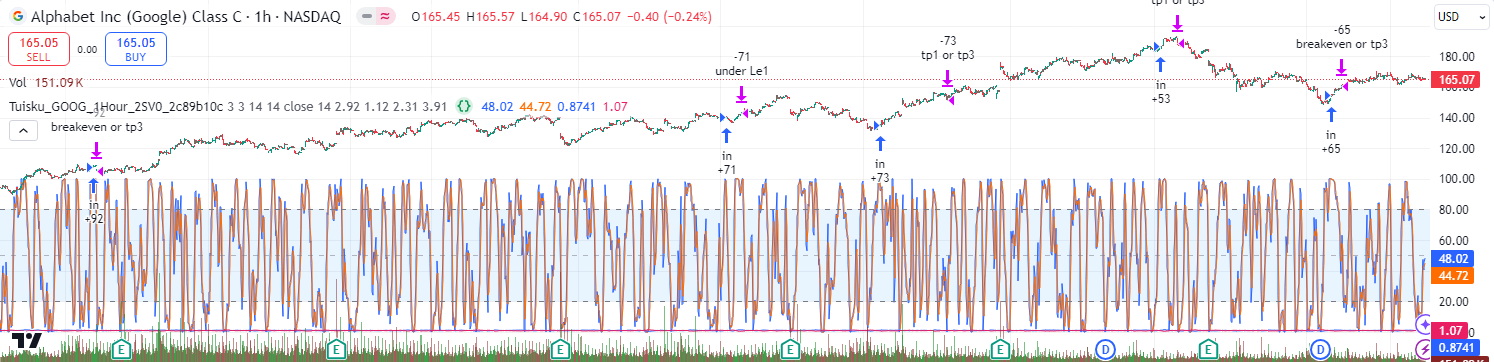 Alphabet Inc (Google) Class C · 1h · NASDAQ
O165.45 H165.57 L164.90 C165.07 −0.40 (−0.24%)
USD
165.05
SELL
0.00
165.05
BUY
Vol 151.09K
Tuisku_GOOG_1Hour_2SV0_2c89b10c 3 3 14 14 close 14 2.92 1.12 2.31 3.91 48.02 44.72 0.8741 1.07
-92
breakeven or tp3
in
+92
-71
under Le1
in
+71
-73
tp1 or tp3
in
+73
tp1 or tp3
in
+53
-65
breakeven or tp3
in
+65
180.00
165.07
160.00
140.00
120.00
100.00
80.00
60.00
48.02
44.72
20.00
1.07
0.8741
E
E
E
E
E
D
E
D